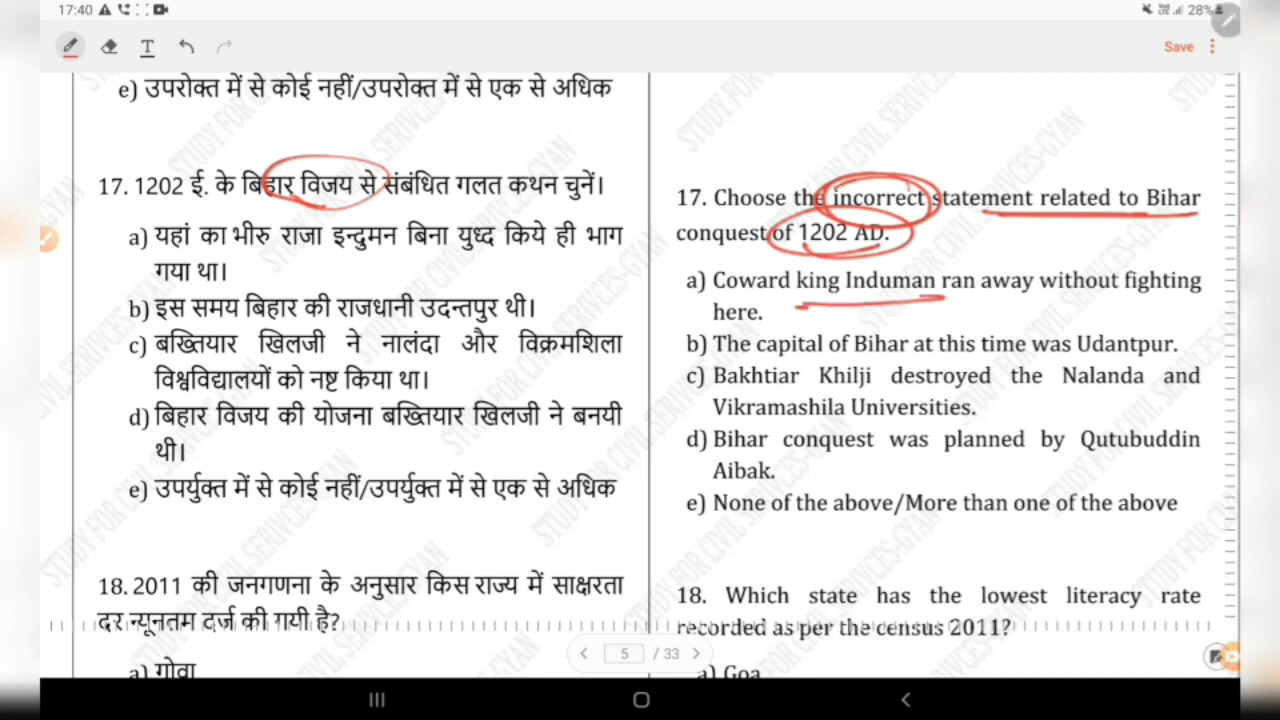 17:40
28%
T
Save
e) उपरोक्त में से कोई नहीं/उपरोक्त में से एक से अधिक
17. 1202 ई. के बिहार विजय से संबंधित गलत कथन चुनें।
a) यहां का भीरु राजा इन्दुमन बिना युध्द किये ही भाग
गया था।
b) इस समय बिहार की राजधानी उदन्तपुर थी।
c) बख्तियार खिलजी ने नालंदा और विक्रमशिला
विश्वविद्यालयों को नष्ट किया था।
d) बिहार विजय की योजना बख्तियार खिलजी ने बनयी
थी।
e) उपर्युक्त में से कोई नहीं/उपर्युक्त में से एक से अधिक
18. 2011 की जनगणना के अनुसार किस राज्य में साक्षरता
दर न्यूनतम दर्ज की गयी है?
a) गोवा
17. Choose the incorrect statement related to Bihar
conquest of 1202 AD.
a) Coward king Induman ran away without fighting
here.
b) The capital of Bihar at this time was Udantpur.
c) Bakhtiar Khilji destroyed the Nalanda and
Vikramashila Universities.
d) Bihar conquest was planned by Qutubuddin
Aibak.
e) None of the above/More than one of the above
18. Which state has the lowest literacy rate
recorded as per the census 2011?
a) Goa
5 / 33
STUDY FOR CIVIL SERIVCES-GYAN